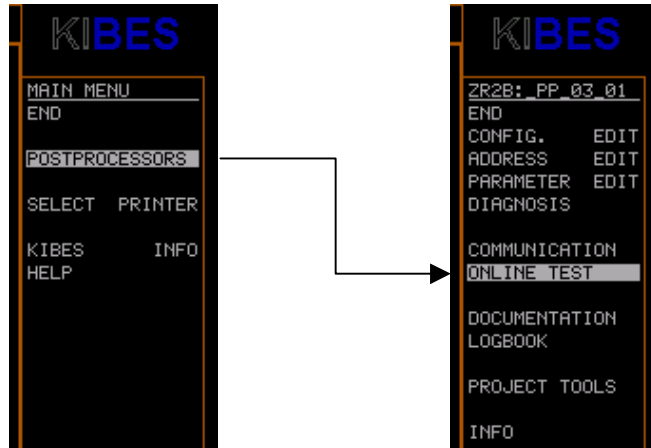 KIBES
MAIN MENU
END
POSTPROCESSORS
SELECT PRINTER
KIBES INFO
HELP
KIBES
ZR2B:_PP_03_01
END
CONFIG. EDIT
ADDRESS EDIT
PARAMETER EDIT
DIAGNOSIS
COMMUNICATION
ONLINE TEST
DOCUMENTATION
LOGBOOK
PROJECT TOOLS
INFO